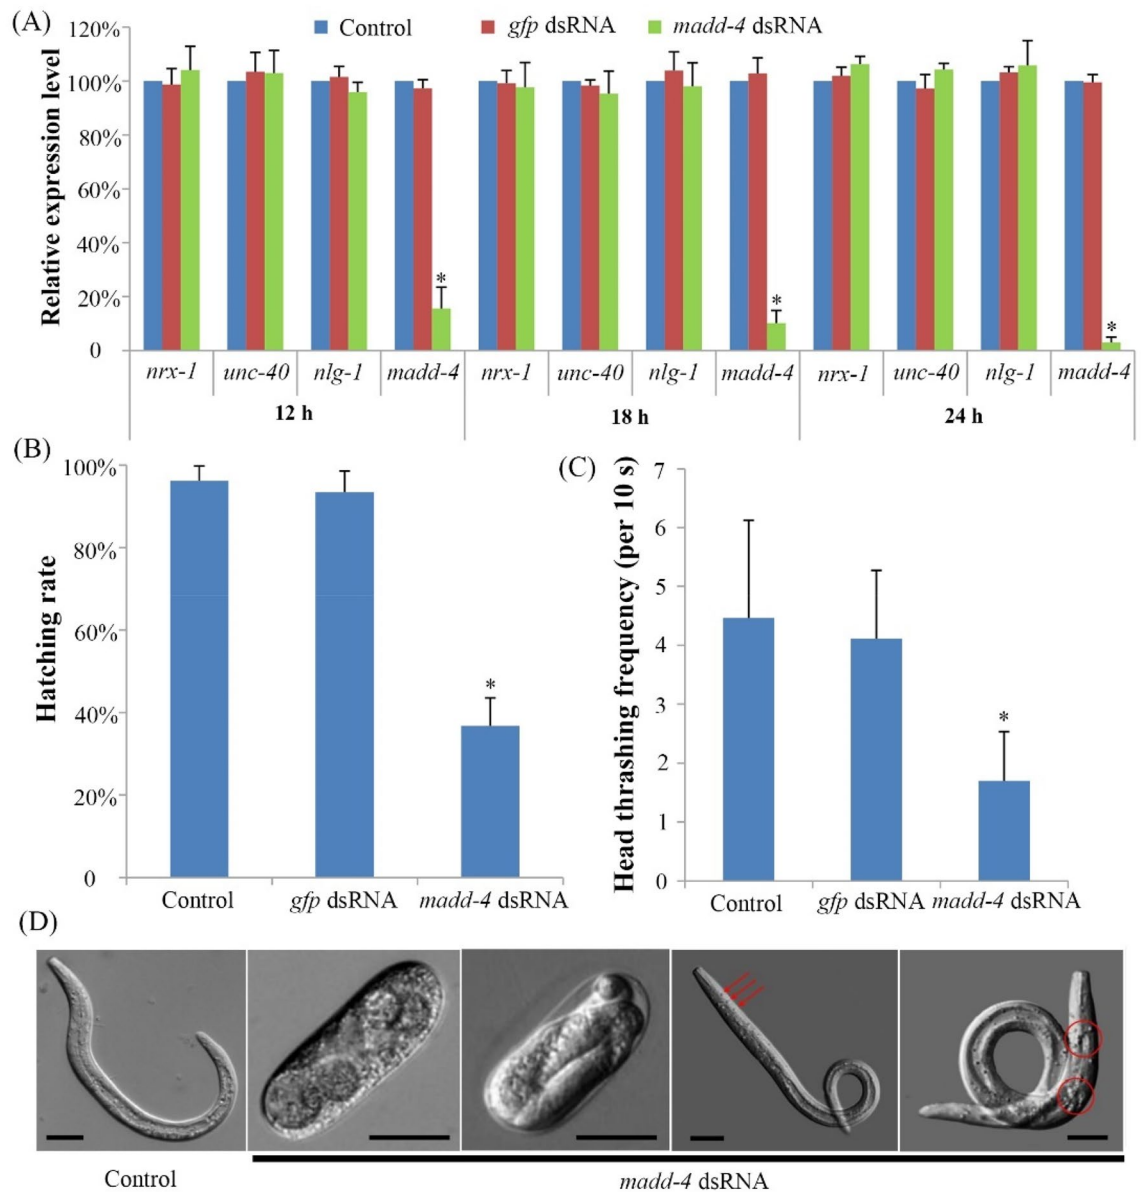 (A)
Control gfp dsRNA madd-4 dsRNA
Relative expression level
120%
100%
80%
60%
40%
20%
0
* * *
nrx-1 unc-40 nlg-1 madd-4 nrx-1 unc-40 nlg-1 madd-4 nrx-1 unc-40 nlg-1 madd-4
12 h 18 h 24 h
(B)
Hatching rate
100%
80%
60%
40%
20%
0
*
Control gfp dsRNA madd-4 dsRNA
(C)
Head thrashing frequency (per 10 s)
7
6
5
4
3
2
1
0
*
Control gfp dsRNA madd-4 dsRNA
(D)
Control madd-4 dsRNA